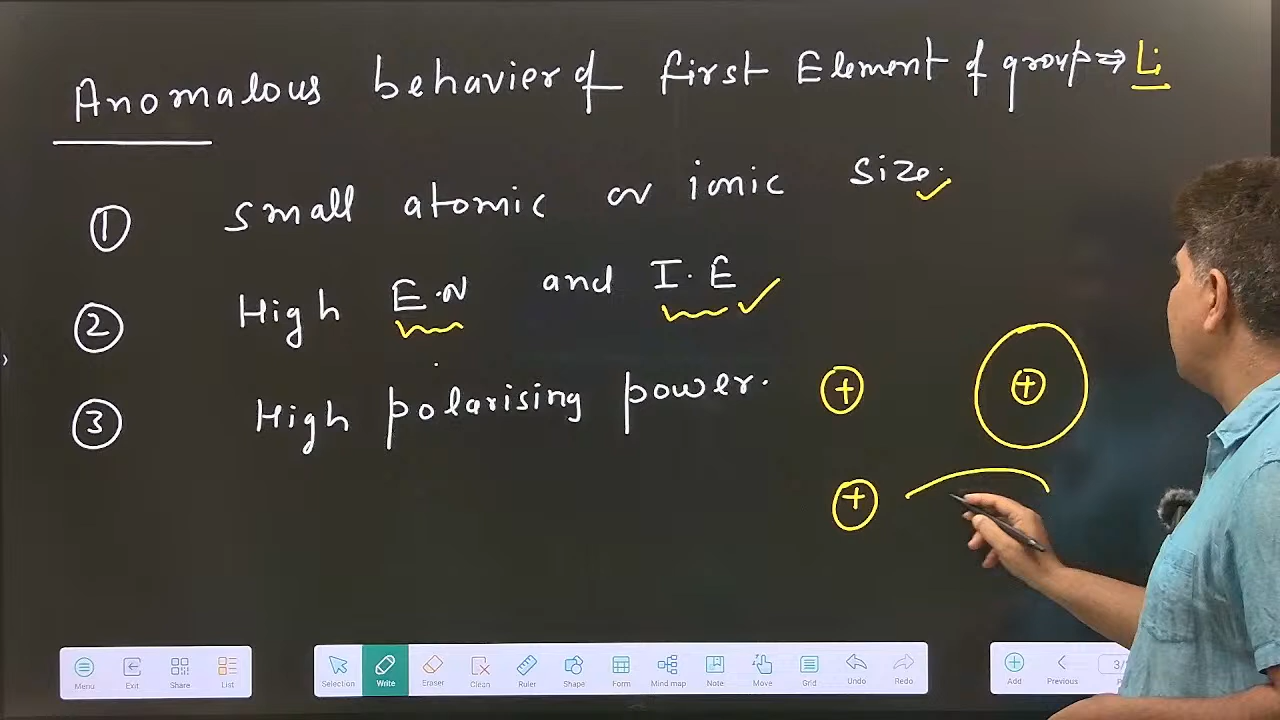 Anomalous behavier of first Element of group ⇒ Li
① Small atomic or ionic size.
② High E.N and I.E
③ High polarising power.
+ +
+
Menu Exit Share List Selection Write Eraser Clean Ruler Shape Form Mind map Note Move Grid Undo Redo Add Previous 3/